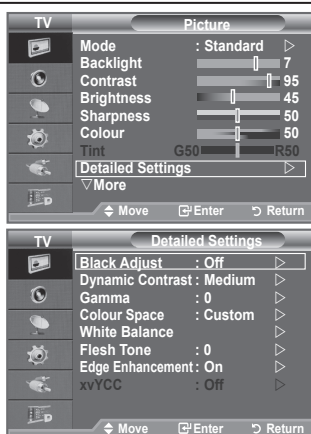 TV Picture
Mode : Standard ▷
Backlight 7
Contrast 95
Brightness 45
Sharpness 50
Colour 50
Tint G50 R50
Detailed Settings ▷
▽More
Move Enter Return
TV Detailed Settings
Black Adjust : Off ▷
Dynamic Contrast : Medium ▷
Gamma : 0 ▷
Colour Space : Custom ▷
White Balance ▷
Flesh Tone : 0 ▷
Edge Enhancement : On ▷
xvYCC : Off ▷
Move Enter Return